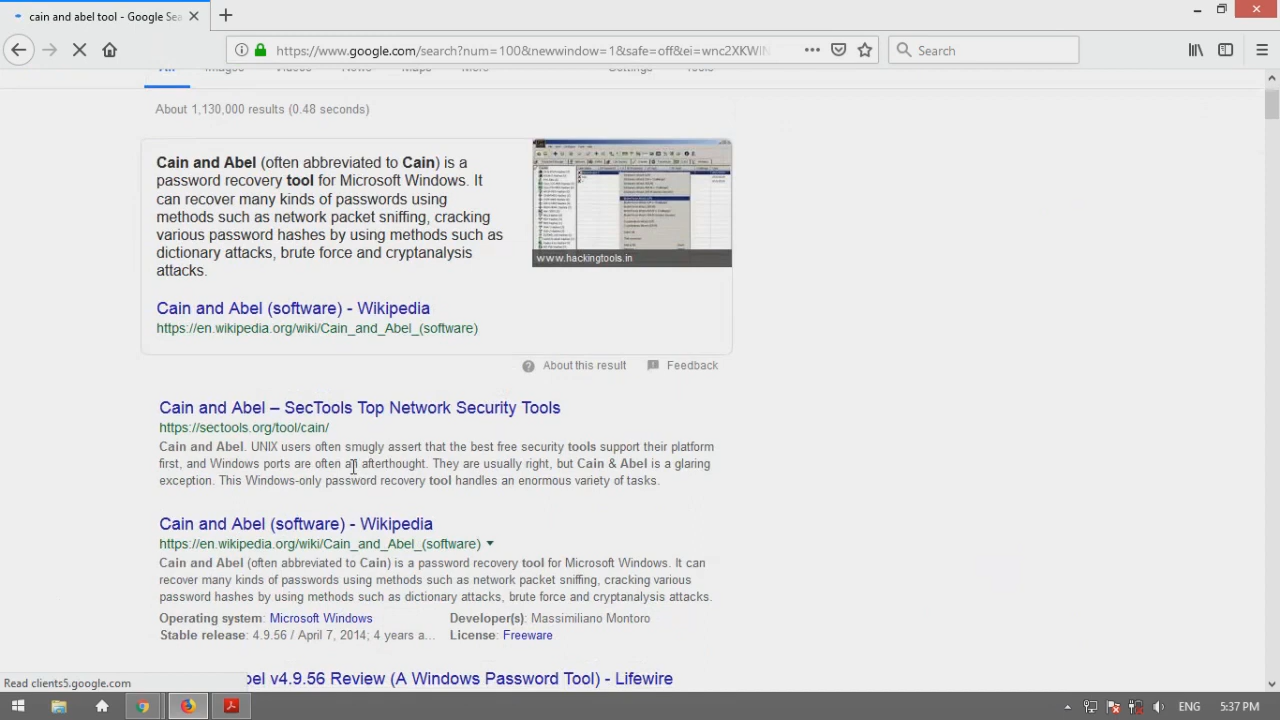 cain and abel tool - Google Sea
https://www.google.com/search?num=100&newwindow=1&safe=off&ei=wnc2XKWIN
Search
All Images Videos News Maps More Settings Tools
About 1,130,000 results (0.48 seconds)
Cain and Abel (often abbreviated to Cain) is a
password recovery tool for Microsoft Windows. It
can recover many kinds of passwords using
methods such as network packet sniffing, cracking
various password hashes by using methods such as
dictionary attacks, brute force and cryptanalysis
attacks.
www.hackingtools.in
Cain and Abel (software) - Wikipedia
https://en.wikipedia.org/wiki/Cain_and_Abel_(software)
About this result Feedback
Cain and Abel – SecTools Top Network Security Tools
https://sectools.org/tool/cain/
Cain and Abel. UNIX users often smugly assert that the best free security tools support their platform
first, and Windows ports are often an afterthought. They are usually right, but Cain & Abel is a glaring
exception. This Windows-only password recovery tool handles an enormous variety of tasks.
Cain and Abel (software) - Wikipedia
https://en.wikipedia.org/wiki/Cain_and_Abel_(software)
Cain and Abel (often abbreviated to Cain) is a password recovery tool for Microsoft Windows. It can
recover many kinds of passwords using methods such as network packet sniffing, cracking various
password hashes by using methods such as dictionary attacks, brute force and cryptanalysis attacks.
Operating system: Microsoft Windows Developer(s): Massimiliano Montoro
Stable release: 4.9.56 / April 7, 2014; 4 years a... License: Freeware
el v4.9.56 Review (A Windows Password Tool) - Lifewire
Read clients5.google.com
ENG 5:37 PM